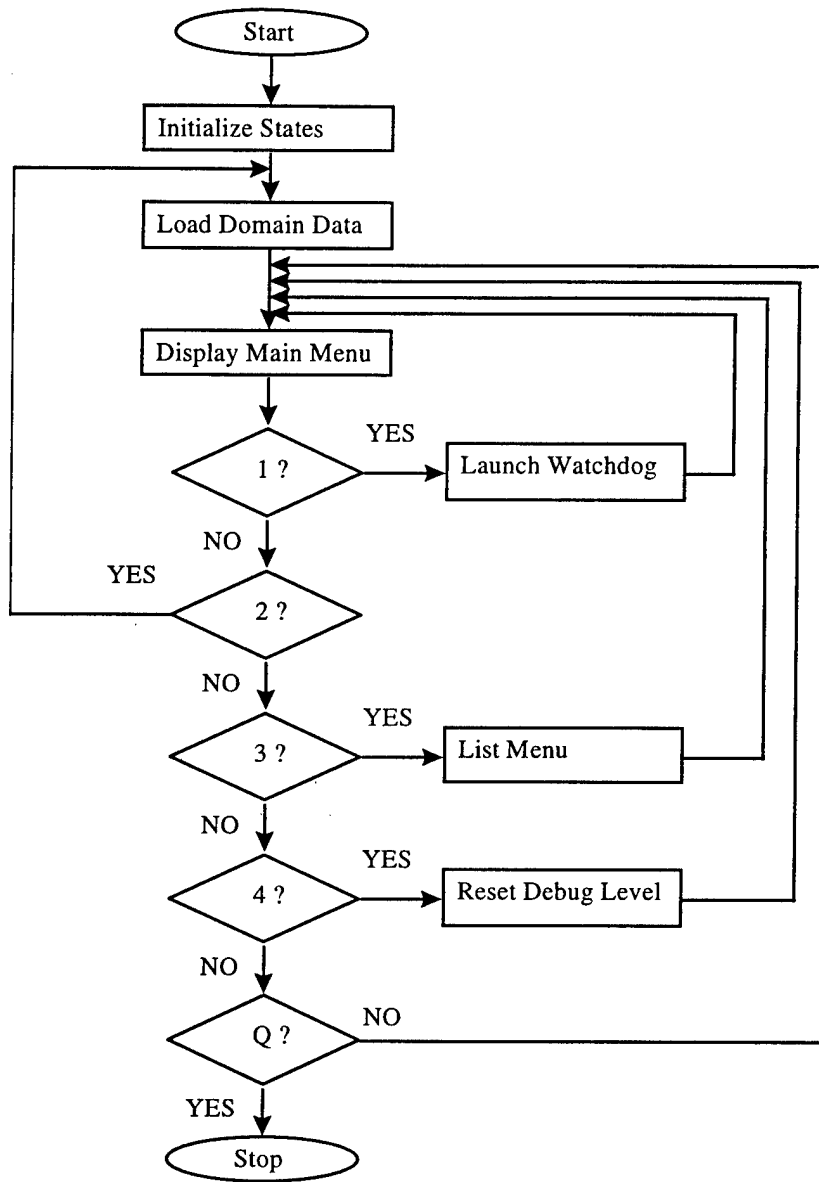 Start
Initialize States
Load Domain Data
Display Main Menu
1 ?
YES
Launch Watchdog
NO
YES
2 ?
NO
3 ?
YES
List Menu
NO
4 ?
YES
Reset Debug Level
NO
Q ?
NO
YES
Stop